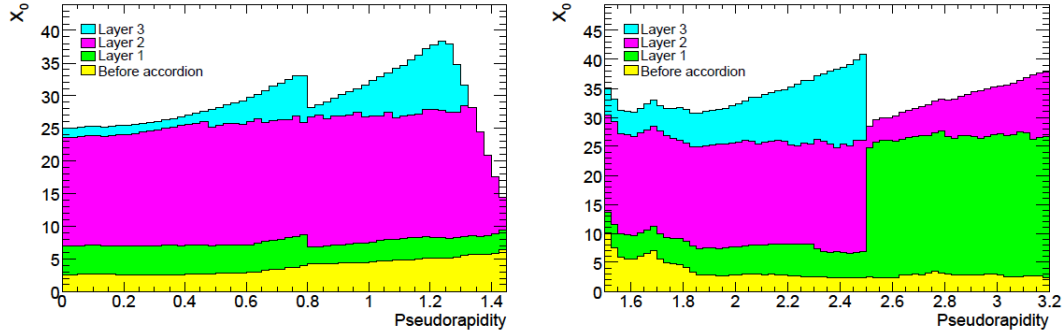 X0
40
35
30
25
20
15
10
5
0
Layer 3
Layer 2
Layer 1
Before accordion
0 0.2 0.4 0.6 0.8 1 1.2 1.4
Pseudorapidity
X0
45
40
35
30
25
20
15
10
5
0
Layer 3
Layer 2
Layer 1
Before accordion
1.6 1.8 2 2.2 2.4 2.6 2.8 3 3.2
Pseudorapidity